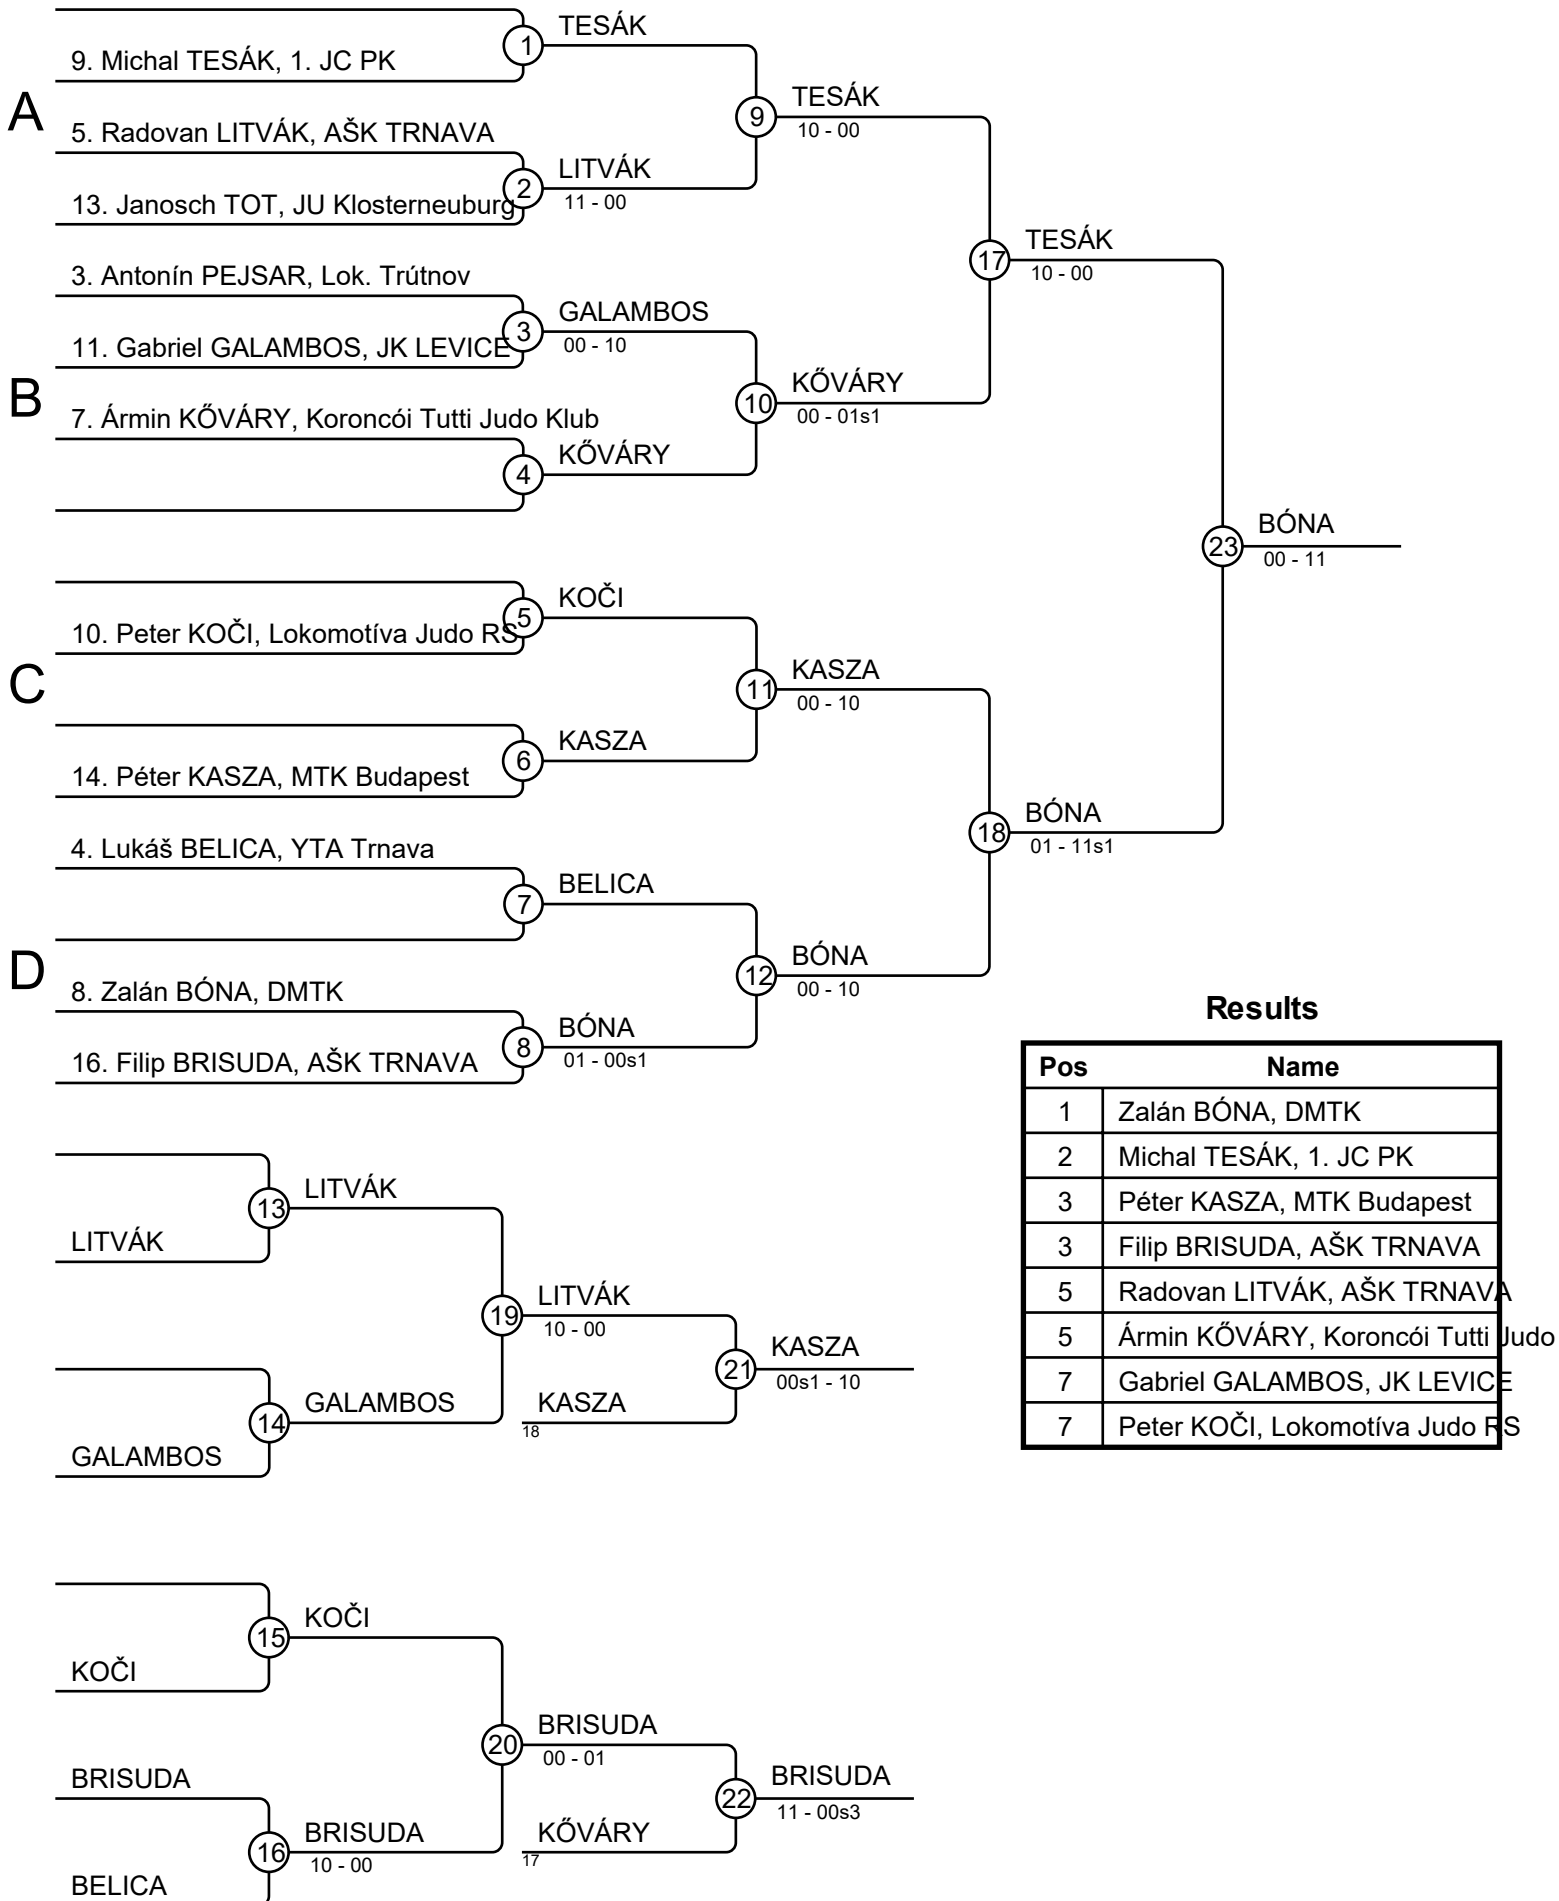 TESÁK
1
9. Michal TESÁK, 1. JC PK
A
TESÁK
9
10 - 00
5. Radovan LITVÁK, AŠK TRNAVA
LITVÁK
2
11 - 00
13. Janosch TOT, JU Klosterneuburg
TESÁK
17
10 - 00
3. Antonín PEJSAR, Lok. Trútnov
GALAMBOS
3
00 - 10
11. Gabriel GALAMBOS, JK LEVICE
B
KŐVÁRY
10
00 - 01s1
7. Ármin KŐVÁRY, Koroncói Tutti Judo Klub
KŐVÁRY
4
BÓNA
23
00 - 11
KOČI
5
10. Peter KOČI, Lokomotíva Judo RS
C
KASZA
11
00 - 10
KASZA
6
14. Péter KASZA, MTK Budapest
BÓNA
18
01 - 11s1
4. Lukáš BELICA, YTA Trnava
BELICA
7
D
BÓNA
12
00 - 10
8. Zalán BÓNA, DMTK
BÓNA
8
01 - 00s1
16. Filip BRISUDA, AŠK TRNAVA
Results
Pos Name
1 Zalán BÓNA, DMTK
2 Michal TESÁK, 1. JC PK
3 Péter KASZA, MTK Budapest
3 Filip BRISUDA, AŠK TRNAVA
5 Radovan LITVÁK, AŠK TRNAVA
5 Ármin KŐVÁRY, Koroncói Tutti Judo
7 Gabriel GALAMBOS, JK LEVICE
7 Peter KOČI, Lokomotíva Judo RS
LITVÁK
13
LITVÁK
LITVÁK
19
10 - 00
KASZA
21
00s1 - 10
GALAMBOS
14
KASZA
18
GALAMBOS
KOČI
15
KOČI
BRISUDA
20
00 - 01
BRISUDA
BRISUDA
22
11 - 00s3
BRISUDA
16
10 - 00
KŐVÁRY
17
BELICA